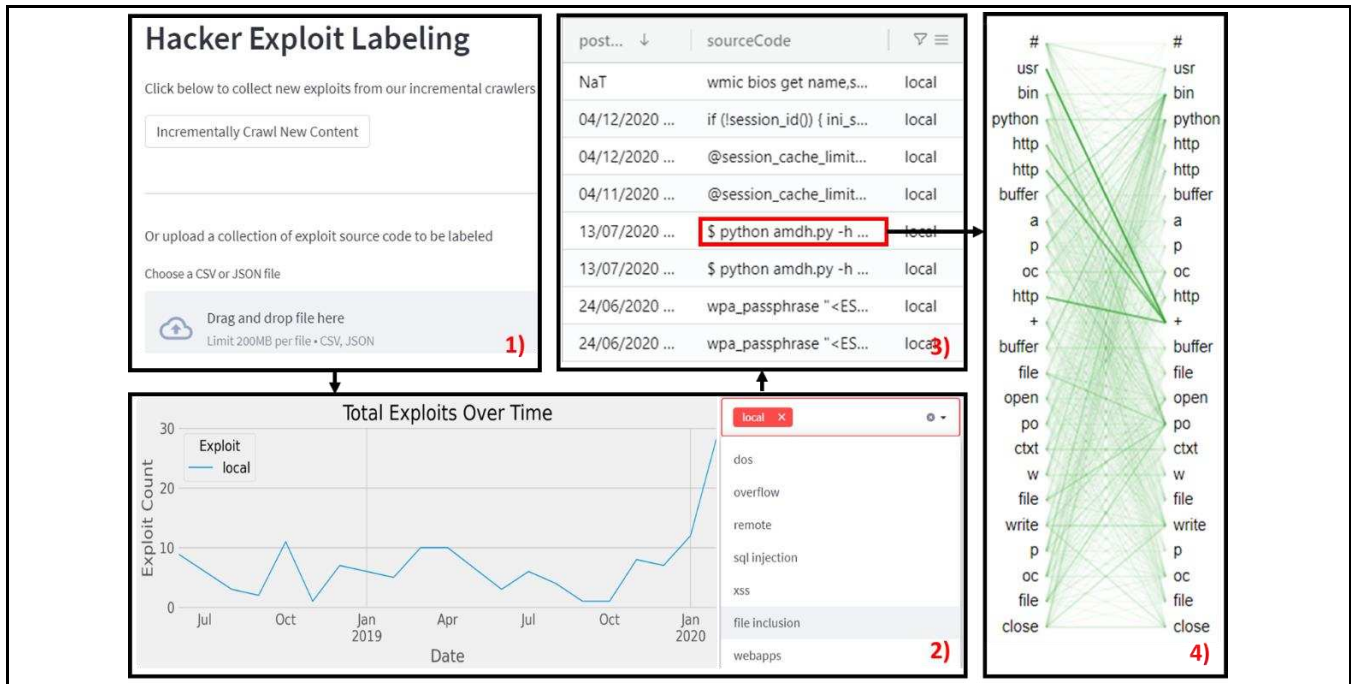 Hacker Exploit Labeling
Click below to collect new exploits from our incremental crawlers
Incrementally Crawl New Content
Or upload a collection of exploit source code to be labeled
Choose a CSV or JSON file
Drag and drop file here
Limit 200MB per file • CSV, JSON
1)
Total Exploits Over Time
Exploit
local
Exploit Count
30
20
10
0
Jul Oct Jan Apr Jul Oct Jan
2019 2020
Date
local ×
dos
overflow
remote
sql injection
xss
file inclusion
webapps
2)
post... ↓ sourceCode
NaT wmic bios get name,s... local
04/12/2020 ... if (!session_id()) { ini_s... local
04/12/2020 ... @session_cache_limit... local
04/11/2020 ... @session_cache_limit... local
13/07/2020 ... $ python amdh.py -h ... local
13/07/2020 ... $ python amdh.py -h ... local
24/06/2020 ... wpa_passphrase "<ES... local
24/06/2020 ... wpa_passphrase "<ES... local
3)
# #
usr usr
bin bin
python python
http http
http http
buffer buffer
a a
p p
oc oc
http http
+ +
buffer buffer
file file
open open
po po
ctxt ctxt
w w
file file
write write
p p
oc oc
file file
close close
4)